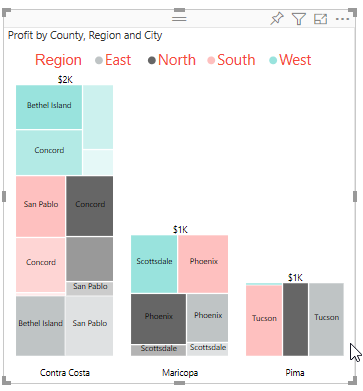 Profit by County, Region and City
Region East North South West
$2K
Bethel Island
Concord
San Pablo Concord
Concord
San Pablo
Bethel Island San Pablo
$1K
Scottsdale Phoenix
Phoenix Phoenix
Scottsdale
$1K
Tucson Tucson
Contra Costa Maricopa Pima